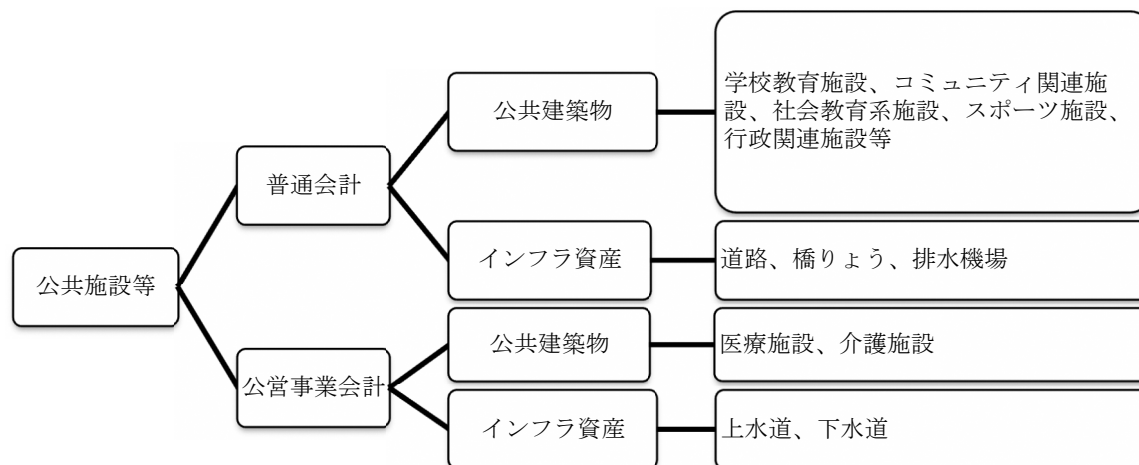 公共施設等
普通会計
公共建築物
学校教育施設、コミュニティ関連施
設、社会教育系施設、スポーツ施設、
行政関連施設等
インフラ資産
道路、橋りょう、排水機場
公営事業会計
公共建築物
医療施設、介護施設
インフラ資産
上水道、下水道